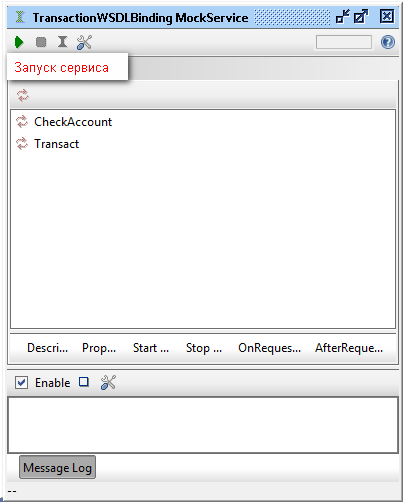 TransactionWSDLBinding MockService
Запуск сервиса
CheckAccount
Transact
Descri... Prop... Start ... Stop ... OnReques... AfterReque...
Enable
Message Log
--